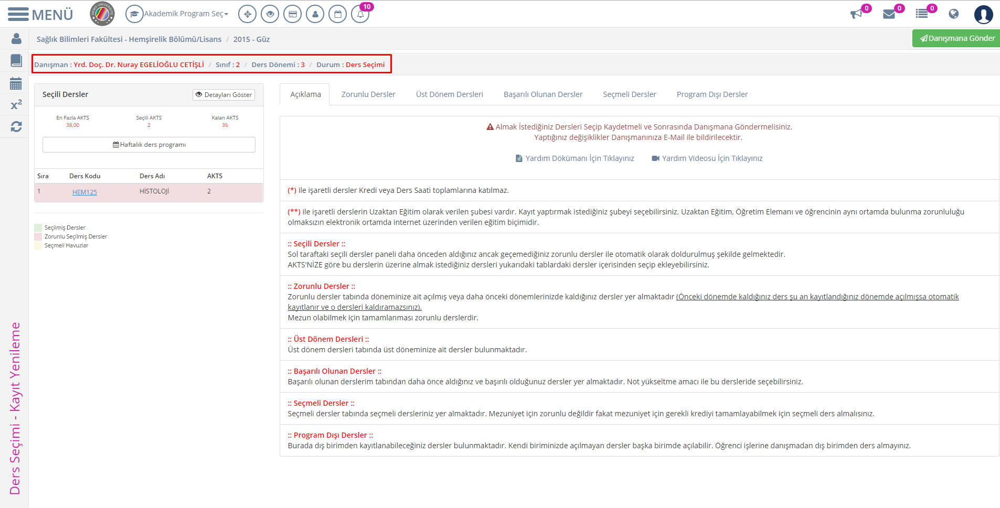 MENÜ
DEMO ÜNİVERSİTE
Akademik Program Seç
10
0
0
0
Sağlık Bilimleri Fakültesi - Hemşirelik Bölümü/Lisans / 2015 - Güz
Danışmana Gönder
Danışman : Yrd. Doç. Dr. Nuray EGELİOĞLU CETİŞLİ / Sınıf : 2 / Ders Dönemi : 3 / Durum : Ders Seçimi
x²
Ders Seçimi - Kayıt Yenileme
Seçili Dersler
Detayları Göster
En Fazla AKTS Seçili AKTS Kalan AKTS
38,00 2 36
Haftalık ders programı
Sıra Ders Kodu Ders Adı AKTS
1 HEM125 HİSTOLOJİ 2
Seçilmiş Dersler
Zorunlu Seçilmiş Dersler
Seçmeli Havuzlar
Açıklama Zorunlu Dersler Üst Dönem Dersleri Başarılı Olunan Dersler Seçmeli Dersler Program Dışı Dersler
Almak İstediğiniz Dersleri Seçip Kaydetmeli ve Sonrasında Danışmana Göndermelisiniz.
Yaptığınız değişiklikler Danışmanınıza E-Mail ile bildirilecektir.
Yardım Dökümanı İçin Tıklayınız Yardım Videosu İçin Tıklayınız
(*) ile işaretli dersler Kredi veya Ders Saati toplamlarına katılmaz.
(**) ile işaretli derslerin Uzaktan Eğitim olarak verilen şubesi vardır. Kayıt yaptırmak istediğiniz şubeyi seçebilirsiniz. Uzaktan Eğitim, Öğretim Elemanı ve öğrencinin aynı ortamda bulunma zorunluluğu
olmaksızın elektronik ortamda internet üzerinden verilen eğitim biçimidir.
:: Seçili Dersler ::
Sol taraftaki seçili dersler paneli daha önceden aldığınız ancak geçemediğiniz zorunlu dersler ile otomatik olarak doldurulmuş şekilde gelmektedir.
AKTS'NİZE göre bu derslerin üzerine almak istediğiniz dersleri yukarıdaki tablardaki dersler içerisinden seçip ekleyebilirsiniz.
:: Zorunlu Dersler ::
Zorunlu dersler tabında döneminize ait açılmış veya daha önceki dönemlerinizde kaldığınız dersler yer almaktadır (Önceki dönemde kaldığınız ders şu an kayıtlandığınız dönemde açılmışsa otomatik
kayıtlanır ve o dersleri kaldıramazsınız).
Mezun olabilmek için tamamlanması zorunlu derslerdir.
:: Üst Dönem Dersleri ::
Üst dönem dersleri tabında üst döneminize ait dersler bulunmaktadır.
:: Başarılı Olunan Dersler ::
Başarılı olunan derslerim tabından daha önce aldığınız ve başırılı olduğunuz dersler yer almaktadır. Not yükseltme amacı ile bu dersleride seçebilirsiniz.
:: Seçmeli Dersler ::
Seçmeli dersler tabında seçmeli dersleriniz yer almaktadır. Mezuniyet için zorunlu değildir fakat mezuniyet için gerekli krediyi tamamlayabilmek için seçmeli ders almalısınız.
:: Program Dışı Dersler ::
Burada dış birimden kayıtlanabileceğiniz dersler bulunmaktadır. Kendi biriminizde açılmayan dersler başka birimde açılabilir. Öğrenci işlerine danışmadan dış birimden ders almayınız.